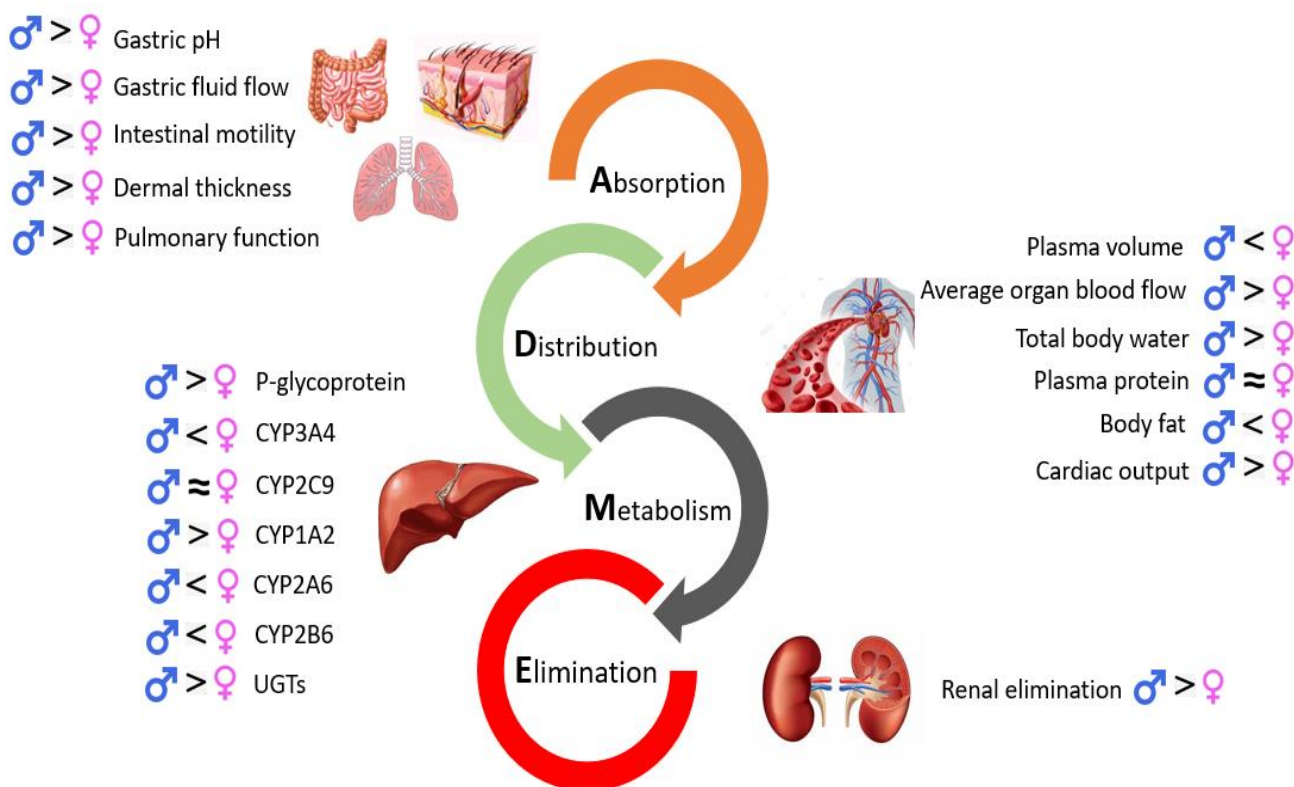 ♂ > ♀ Gastric pH
♂ > ♀ Gastric fluid flow
♂ > ♀ Intestinal motility
♂ > ♀ Dermal thickness
♂ > ♀ Pulmonary function
Absorption
Distribution
Plasma volume ♂ < ♀
Average organ blood flow ♂ > ♀
Total body water ♂ > ♀
Plasma protein ♂ ≈ ♀
Body fat ♂ < ♀
Cardiac output ♂ > ♀
♂ > ♀ P-glycoprotein
♂ < ♀ CYP3A4
♂ ≈ ♀ CYP2C9
♂ > ♀ CYP1A2
♂ < ♀ CYP2A6
♂ < ♀ CYP2B6
♂ > ♀ UGTs
Metabolism
Elimination
Renal elimination ♂ > ♀